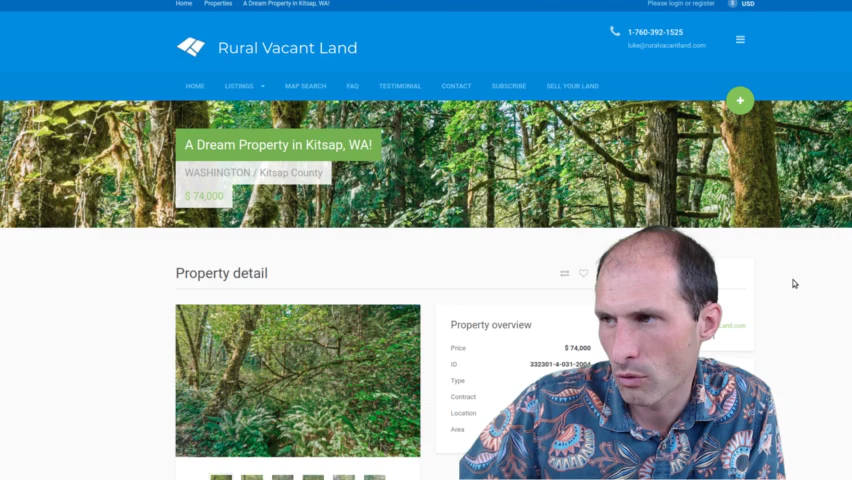 Home Properties A Dream Property in Kitsap, WA! Please login or register $ USD
Rural Vacant Land
1-760-392-1525
luke@ruralvacantland.com
HOME LISTINGS MAP SEARCH FAQ TESTIMONIAL CONTACT SUBSCRIBE SELL YOUR LAND
A Dream Property in Kitsap, WA!
WASHINGTON / Kitsap County
$ 74,000
Property detail
Property overview
Price $ 74,000
ID 332301-4-031-2004
Type
Contract
Location
Area
Land.com